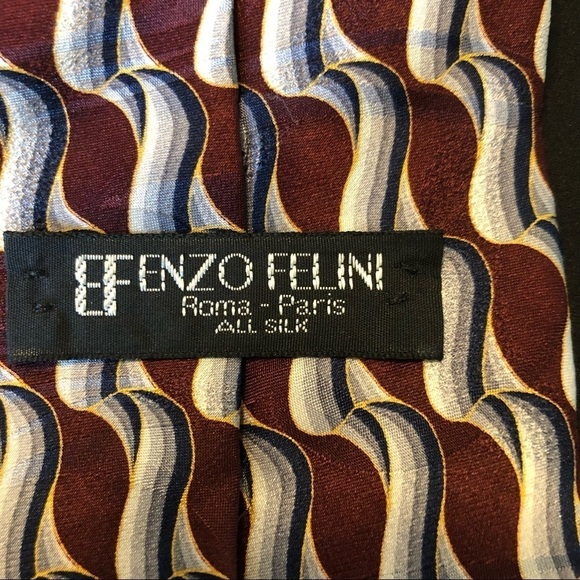 EF ENZO FELINI
Roma - Paris
ALL SILK